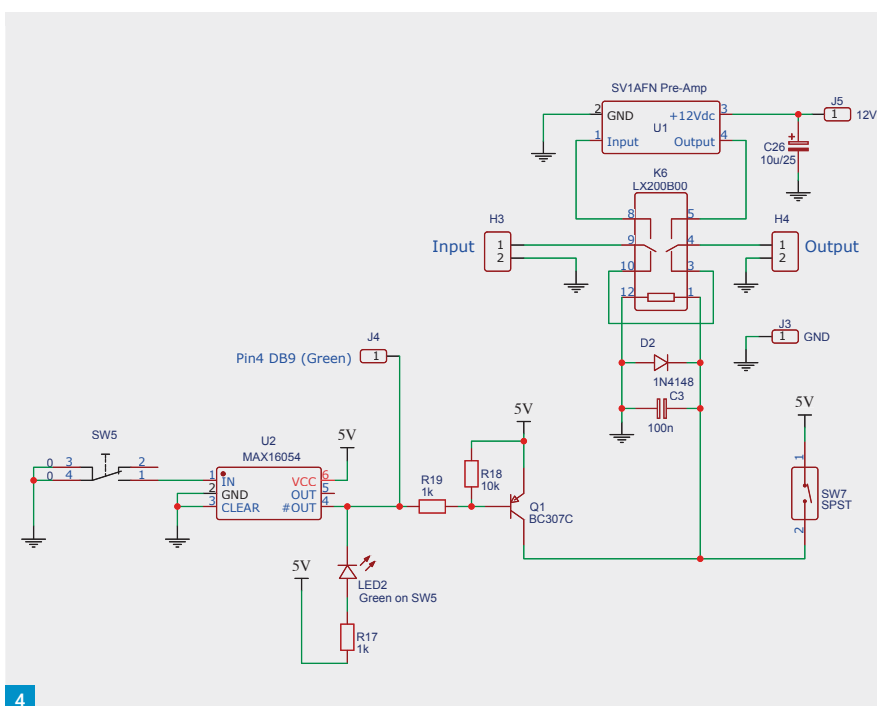 SV1AFN Pre-Amp
2 GND +12Vdc 3
U1
1 Input Output 4
J5
1 12V
C26
10u/25
+
K6
LX200B00
8 5
9 4
10 3
12 1
H3
Input 1
2
H4
1 Output
2
J3
1 GND
D2
1N4148
C3
100n
J4
Pin4 DB9 (Green) 1
SW5
0 3 2
0 4 1
U2
MAX16054
1 IN VCC 6
2 GND OUT 5
3 CLEAR #OUT 4
5V
R19
1k
R18
10k
5V
Q1
BC307C
5V
1
SW7
SPST
2
5V
LED2
Green on SW5
R17
1k
4